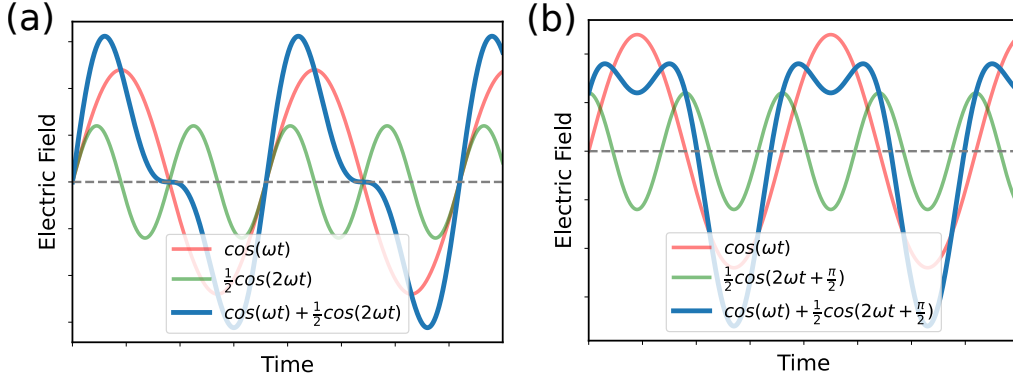 (a)
Electric Field
cos(ωt)
½cos(2ωt)
cos(ωt) + ½cos(2ωt)
Time
(b)
Electric Field
cos(ωt)
½cos(2ωt + π/2)
cos(ωt) + ½cos(2ωt + π/2)
Time